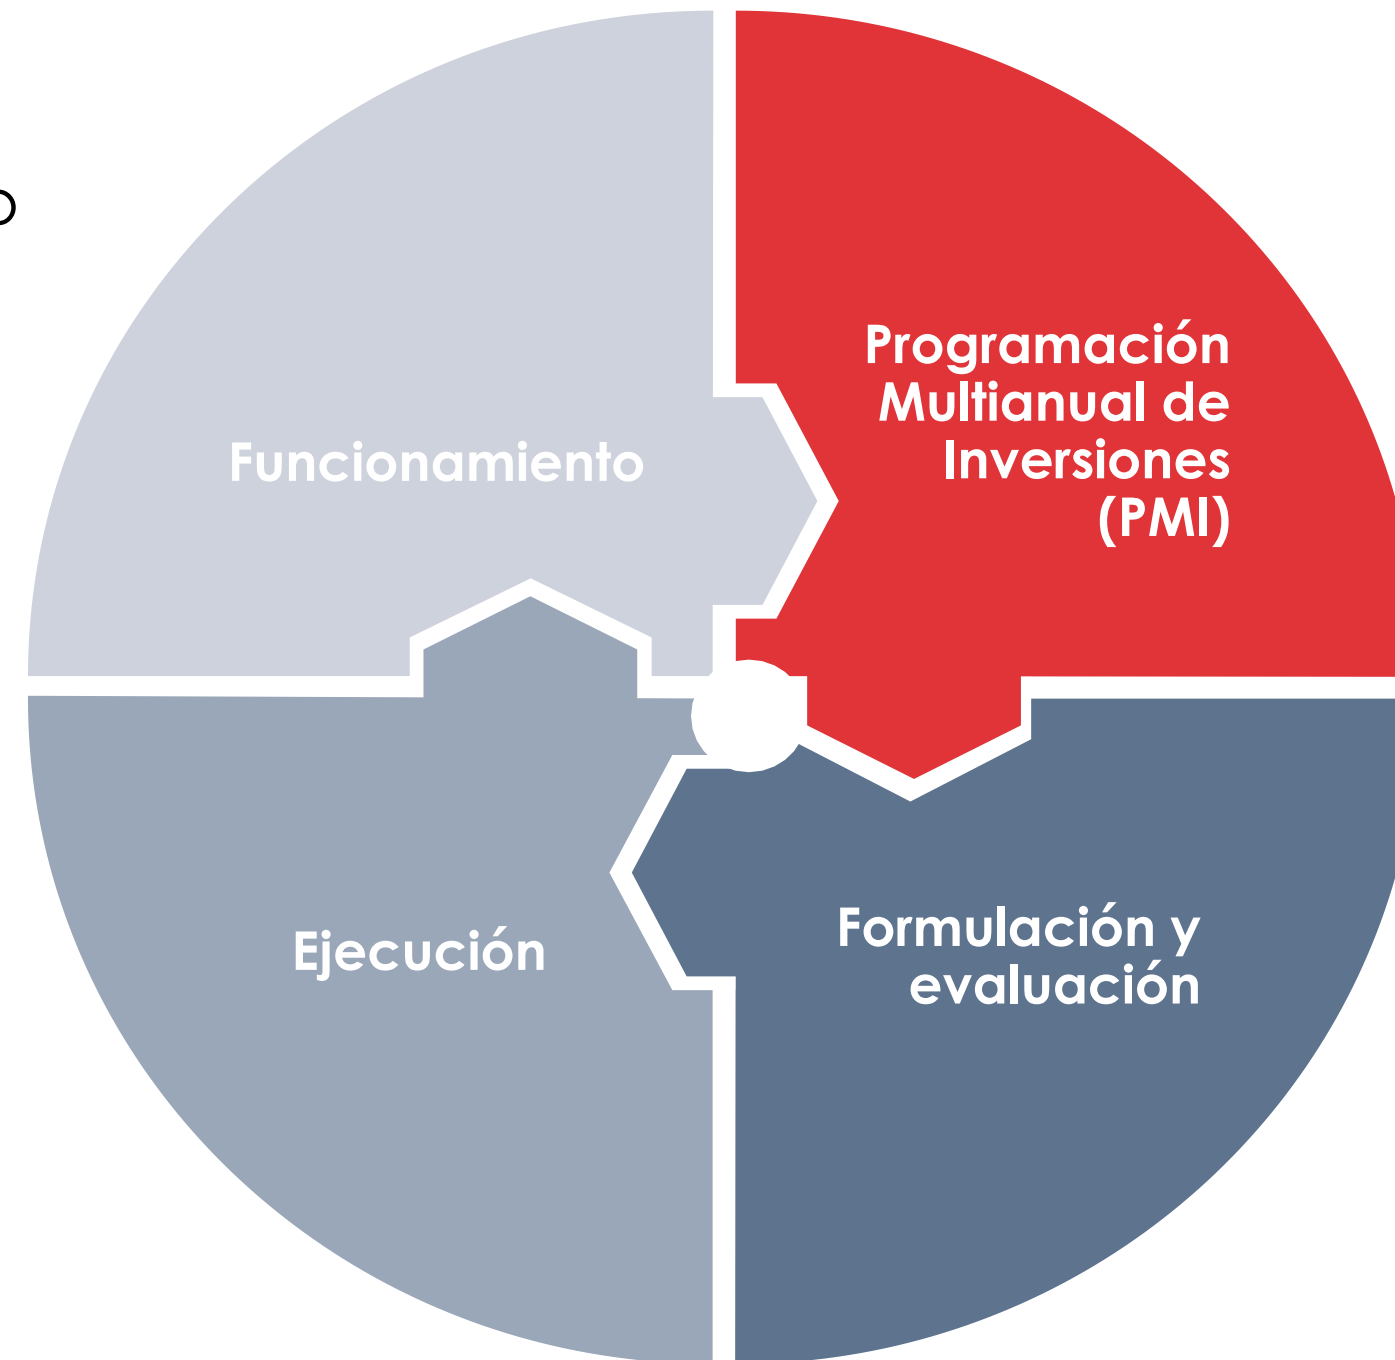 Programación
Multianual de
Inversiones
(PMI)
Funcionamiento
Formulación y
evaluación
Ejecución